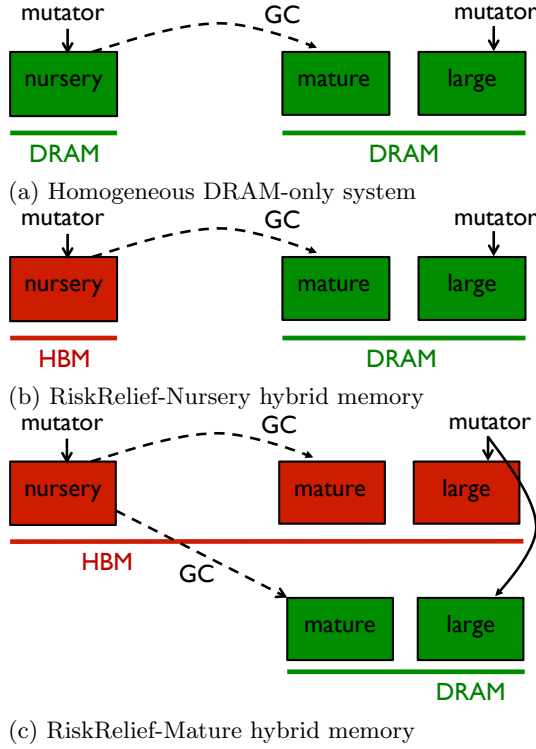 mutator GC mutator
nursery mature large
DRAM DRAM
(a) Homogeneous DRAM-only system
mutator GC mutator
nursery mature large
HBM DRAM
(b) RiskRelief-Nursery hybrid memory
mutator GC mutator
nursery mature large
HBM
GC
mature large
DRAM
(c) RiskRelief-Mature hybrid memory